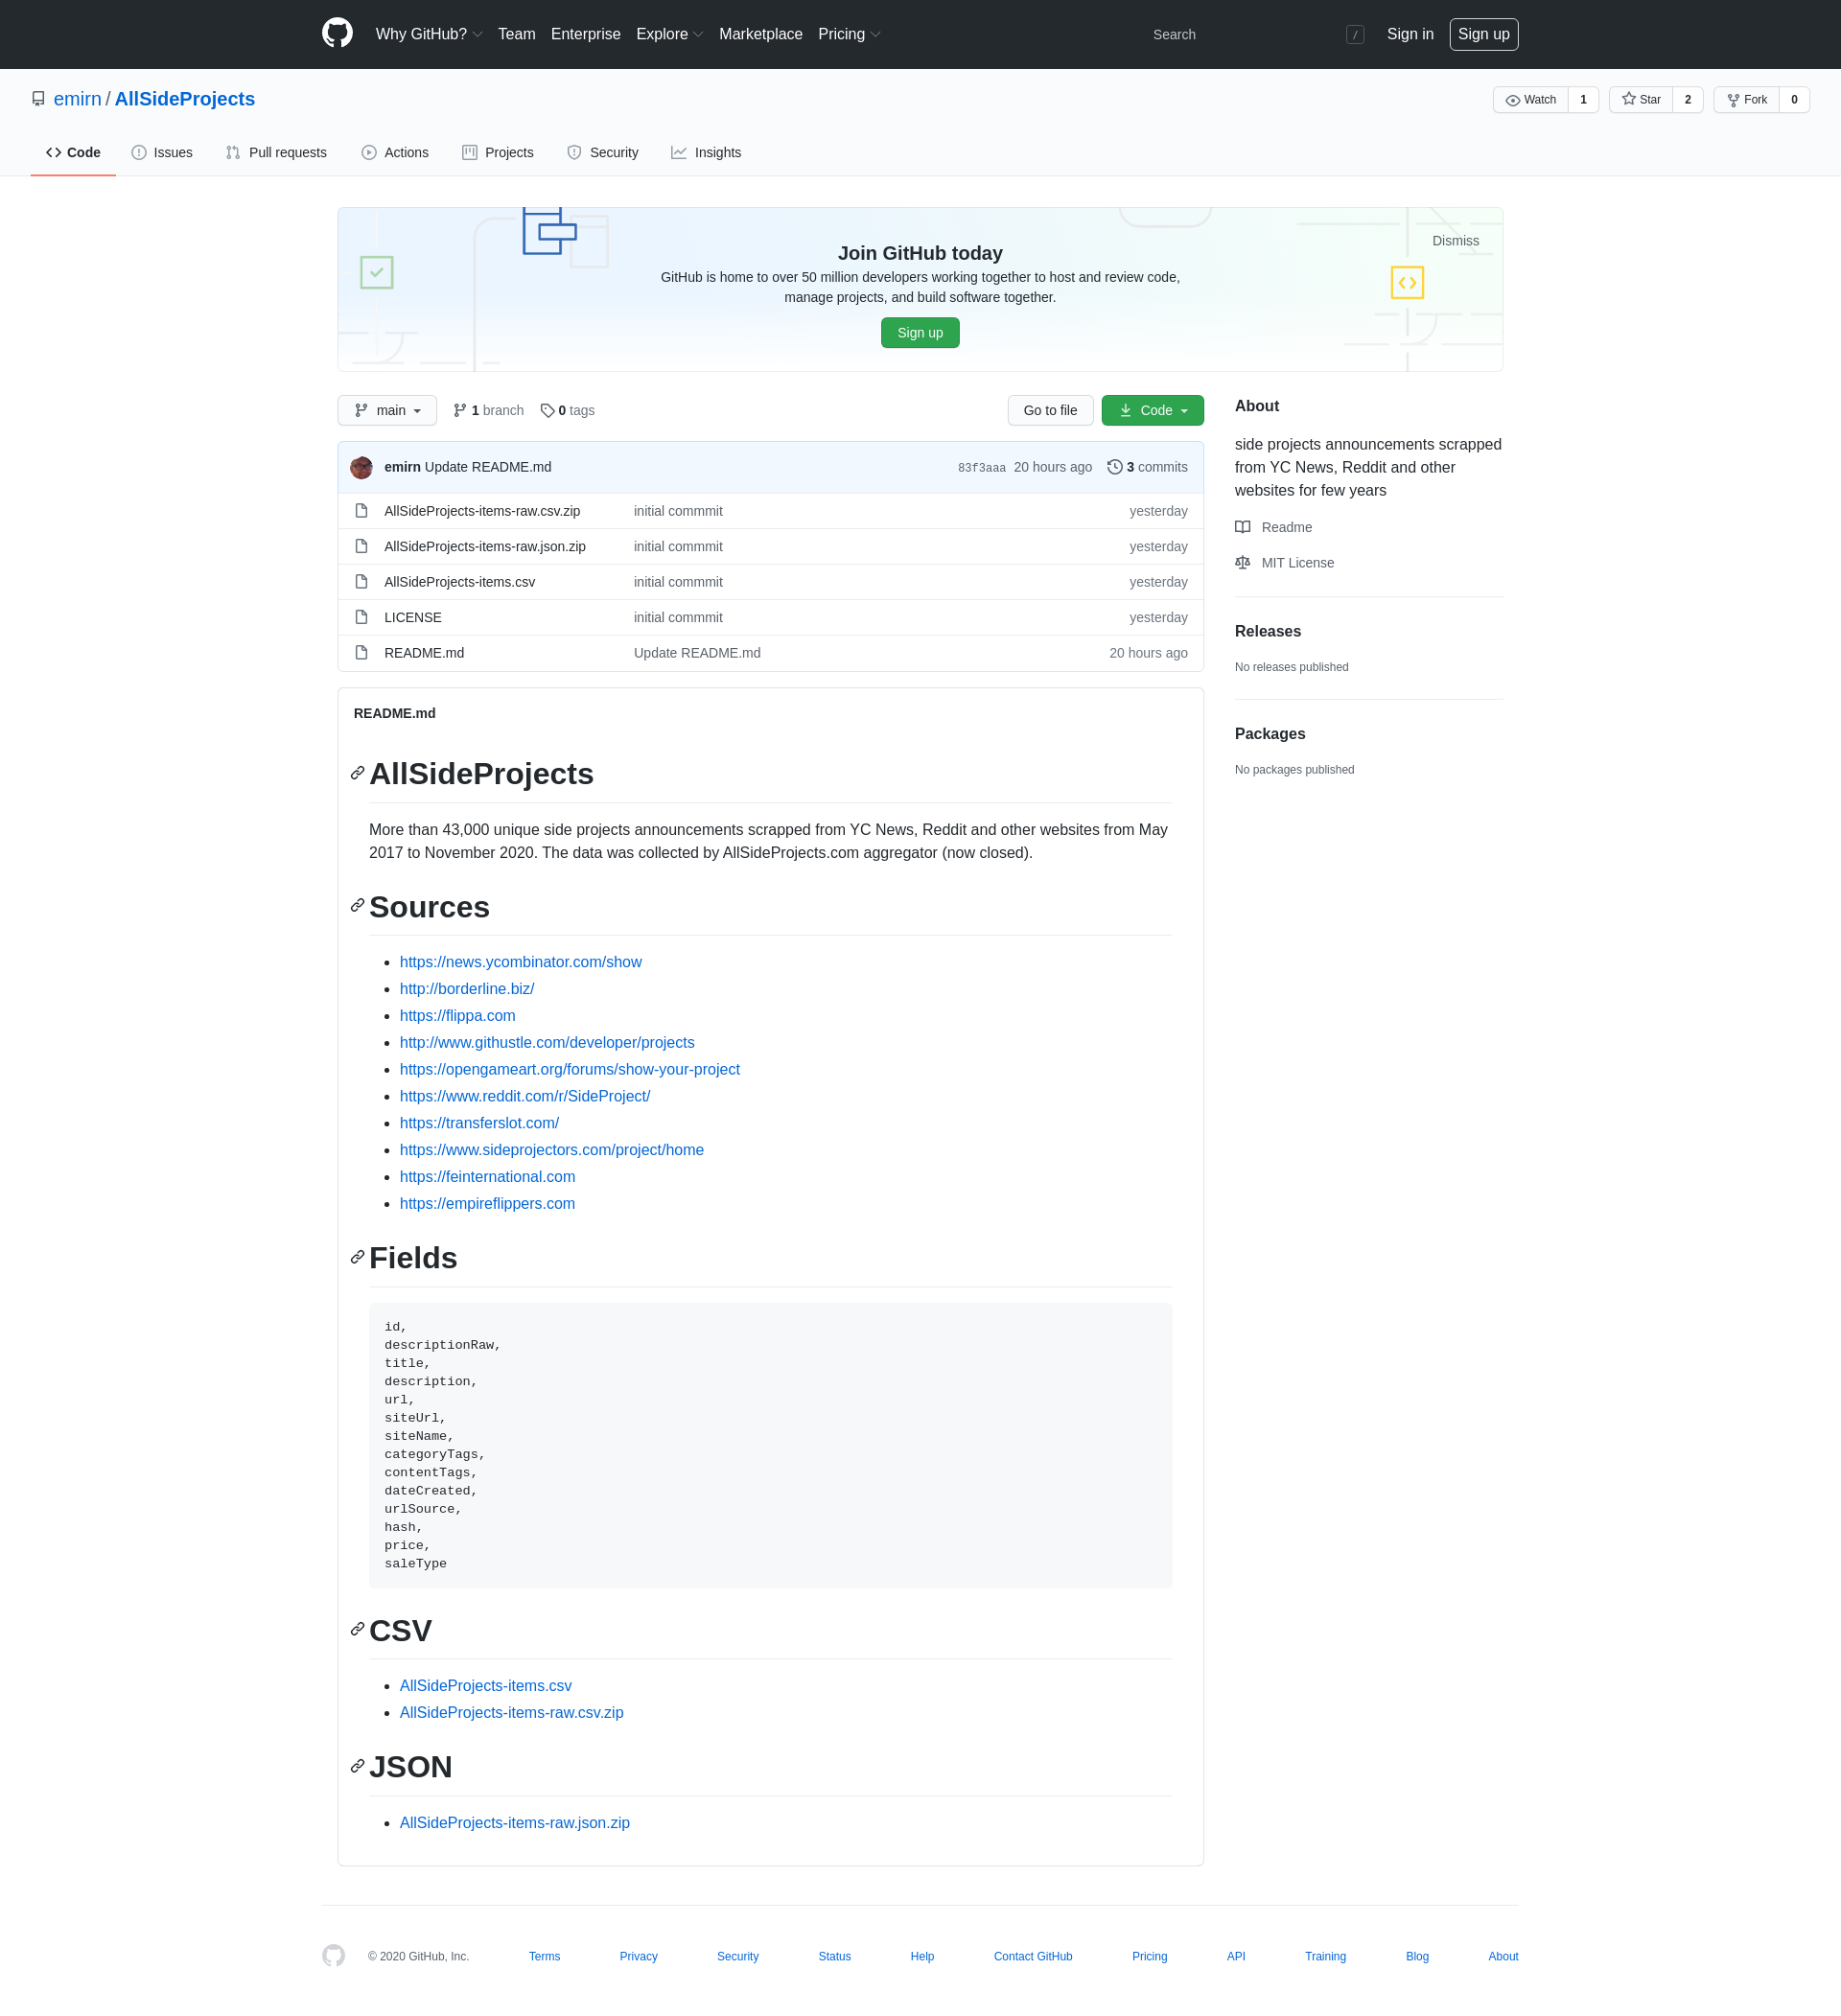 Why GitHub? Team Enterprise Explore Marketplace Pricing Search / Sign in Sign up
emirn / AllSideProjects Watch 1 Star 2 Fork 0
Code Issues Pull requests Actions Projects Security Insights
Dismiss
Join GitHub today
GitHub is home to over 50 million developers working together to host and review code,
manage projects, and build software together.
Sign up
main 1 branch 0 tags Go to file Code
emirn Update README.md 83f3aaa 20 hours ago 3 commits
AllSideProjects-items-raw.csv.zip initial commmit yesterday
AllSideProjects-items-raw.json.zip initial commmit yesterday
AllSideProjects-items.csv initial commmit yesterday
LICENSE initial commmit yesterday
README.md Update README.md 20 hours ago
README.md
AllSideProjects
More than 43,000 unique side projects announcements scrapped from YC News, Reddit and other websites from May
2017 to November 2020. The data was collected by AllSideProjects.com aggregator (now closed).
Sources
https://news.ycombinator.com/show
http://borderline.biz/
https://flippa.com
http://www.githustle.com/developer/projects
https://opengameart.org/forums/show-your-project
https://www.reddit.com/r/SideProject/
https://transferslot.com/
https://www.sideprojectors.com/project/home
https://feinternational.com
https://empireflippers.com
Fields
id,
descriptionRaw,
title,
description,
url,
siteUrl,
siteName,
categoryTags,
contentTags,
dateCreated,
urlSource,
hash,
price,
saleType
CSV
AllSideProjects-items.csv
AllSideProjects-items-raw.csv.zip
JSON
AllSideProjects-items-raw.json.zip
About
side projects announcements scrapped
from YC News, Reddit and other
websites for few years
Readme
MIT License
Releases
No releases published
Packages
No packages published
© 2020 GitHub, Inc. Terms Privacy Security Status Help Contact GitHub Pricing API Training Blog About